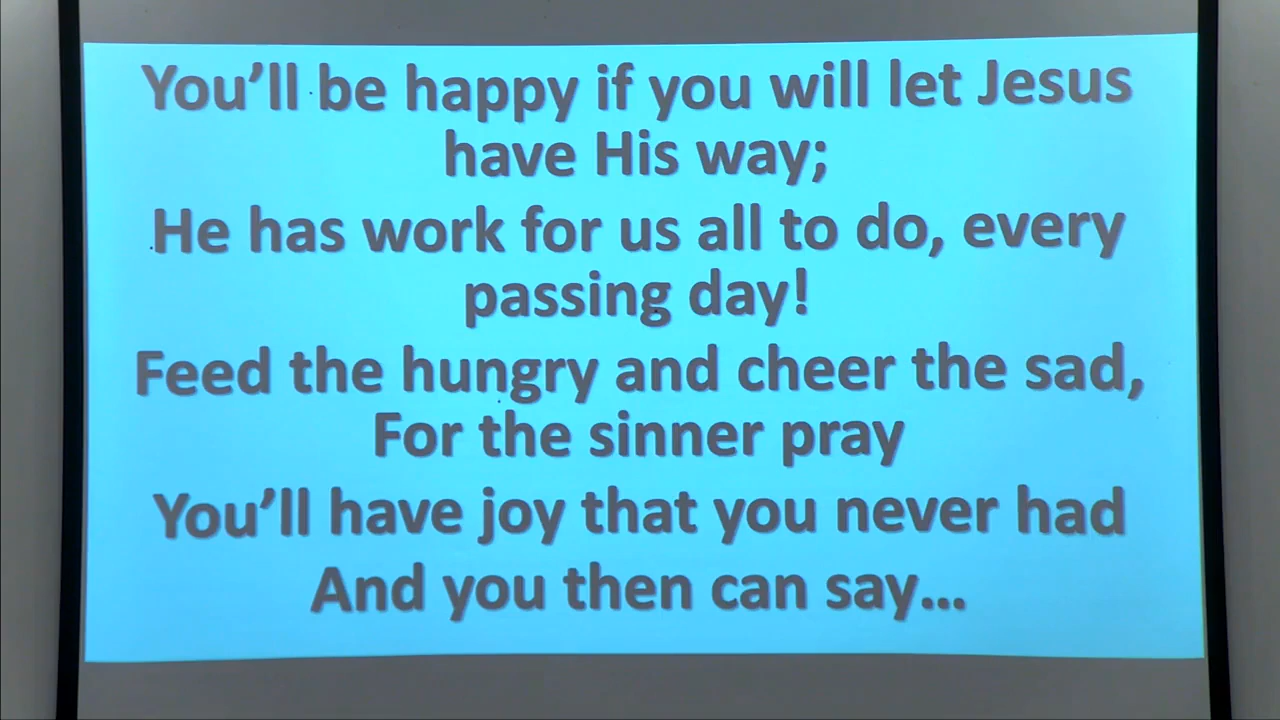 You’ll be happy if you will let Jesus
have His way;
He has work for us all to do, every
passing day!
Feed the hungry and cheer the sad,
For the sinner pray
You’ll have joy that you never had
And you then can say...